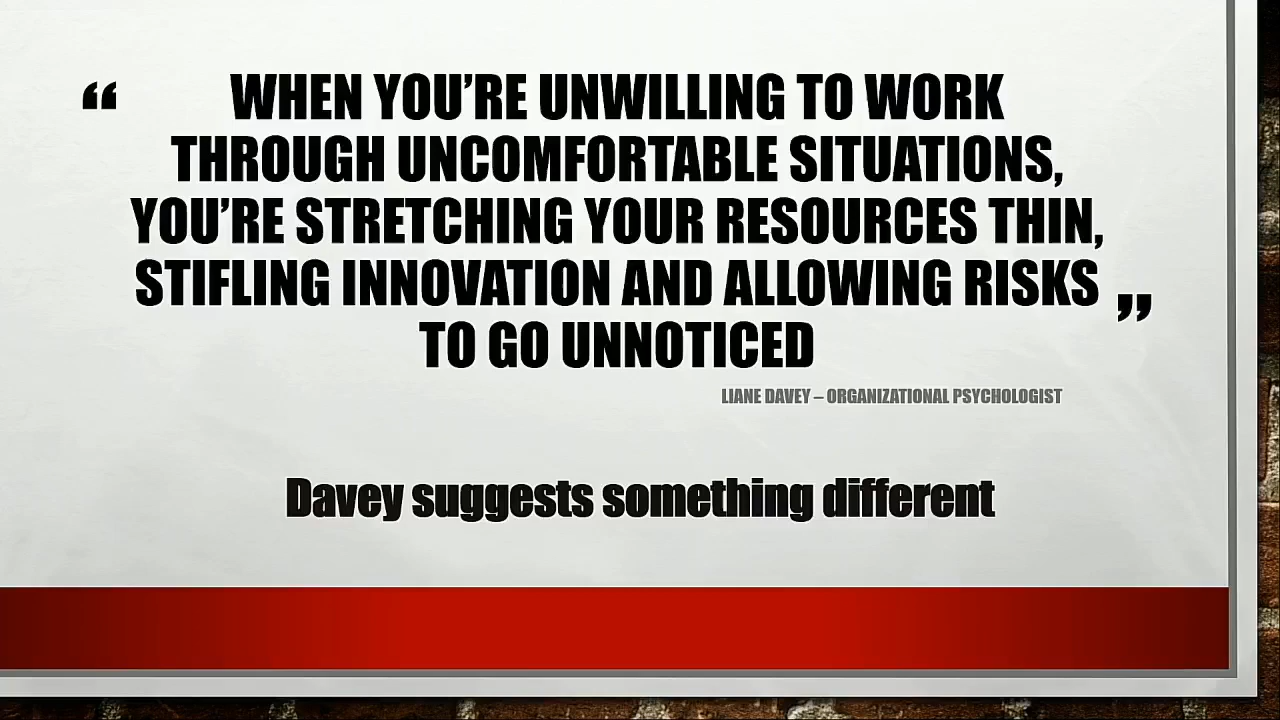 “ WHEN YOU’RE UNWILLING TO WORK
THROUGH UNCOMFORTABLE SITUATIONS,
YOU’RE STRETCHING YOUR RESOURCES THIN,
STIFLING INNOVATION AND ALLOWING RISKS
TO GO UNNOTICED ”
LIANE DAVEY – ORGANIZATIONAL PSYCHOLOGIST
Davey suggests something different